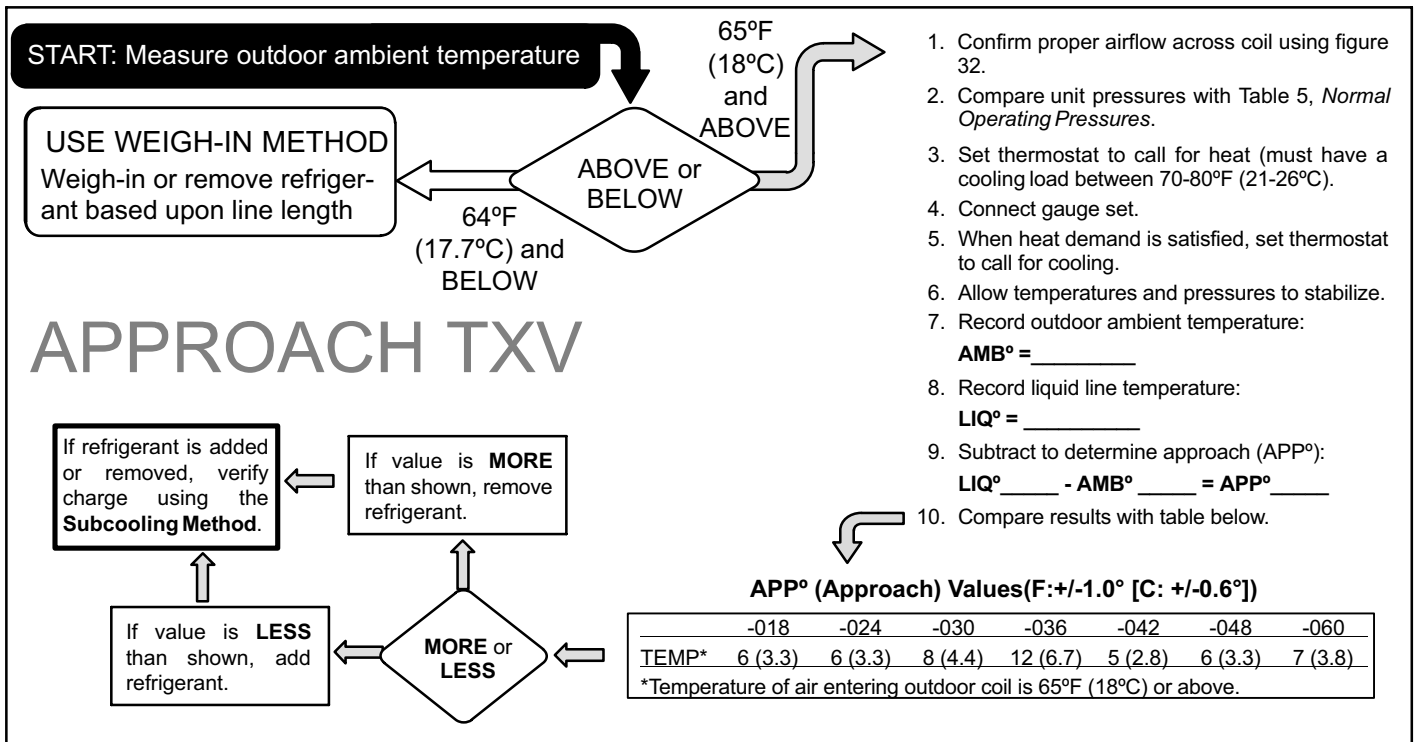 START: Measure outdoor ambient temperature
65ºF
(18ºC)
and
ABOVE
ABOVE or
BELOW
64ºF
(17.7ºC) and
BELOW
USE WEIGH-IN METHOD
Weigh-in or remove refriger-
ant based upon line length
APPROACH TXV
1. Confirm proper airflow across coil using figure
32.
2. Compare unit pressures with Table 5, Normal
Operating Pressures.
3. Set thermostat to call for heat (must have a
cooling load between 70-80ºF (21-26ºC).
4. Connect gauge set.
5. When heat demand is satisfied, set thermostat
to call for cooling.
6. Allow temperatures and pressures to stabilize.
7. Record outdoor ambient temperature:
AMBº =_________
8. Record liquid line temperature:
LIQº = __________
9. Subtract to determine approach (APPº):
LIQº_____ - AMBº _____ = APPº_____
10. Compare results with table below.
APPº (Approach) Values(F:+/-1.0° [C: +/-0.6°])
-018 -024 -030 -036 -042 -048 -060
TEMP* 6 (3.3) 6 (3.3) 8 (4.4) 12 (6.7) 5 (2.8) 6 (3.3) 7 (3.8)
*Temperature of air entering outdoor coil is 65ºF (18ºC) or above.
MORE or
LESS
If value is MORE
than shown, remove
refrigerant.
If value is LESS
than shown, add
refrigerant.
If refrigerant is added
or removed, verify
charge using the
Subcooling Method.